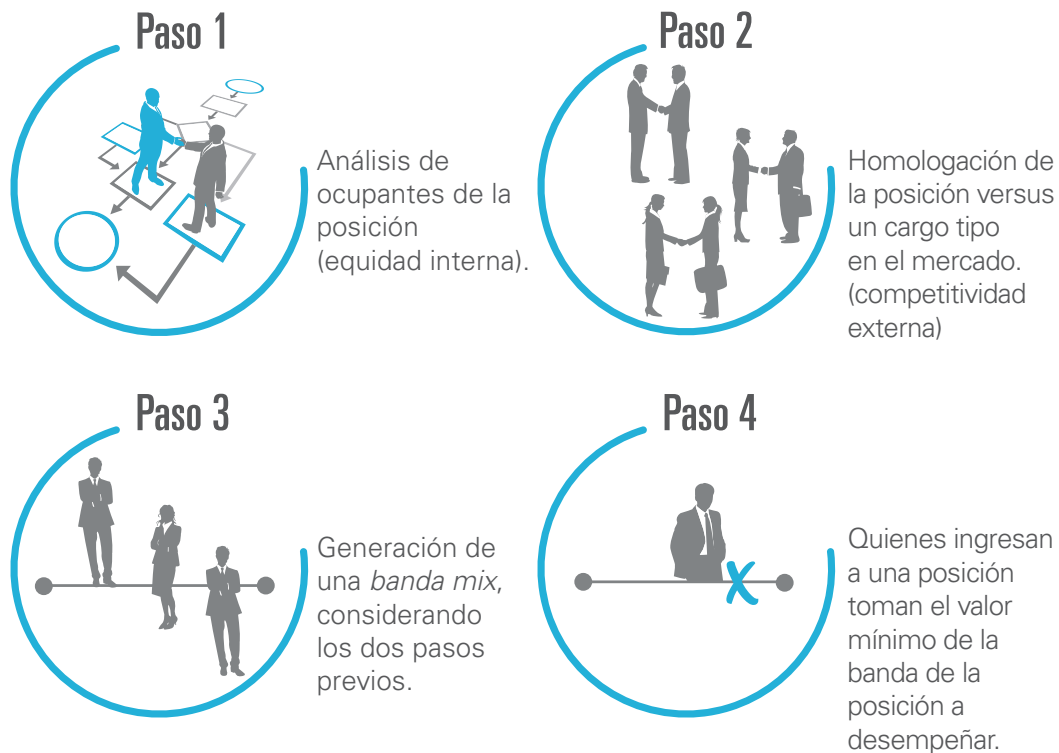 Paso 1
Análisis de
ocupantes de la
posición
(equidad interna).
Paso 2
Homologación de
la posición versus
un cargo tipo
en el mercado.
(competitividad
externa)
Paso 3
Generación de
una banda mix,
considerando
los dos pasos
previos.
Paso 4
Quienes ingresan
a una posición
toman el valor
mínimo de la
banda de la
posición a
desempeñar.